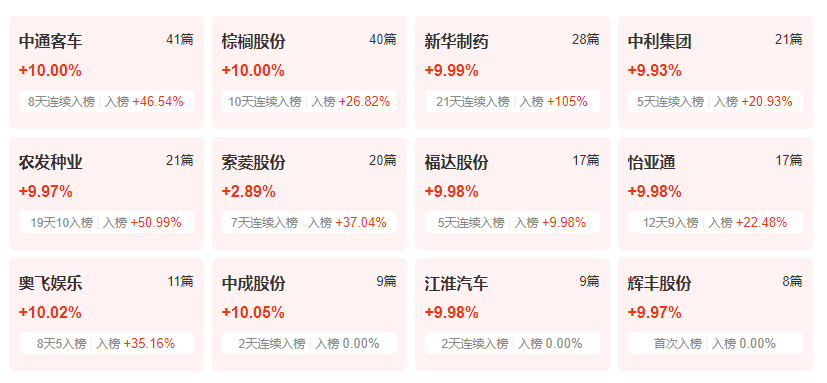 中通客车 41篇 棕榈股份 40篇 新华制药 28篇 中利集团 21篇
+10.00% +10.00% +9.99% +9.93%
8天连续入榜 | 入榜 +46.54% 10天连续入榜 | 入榜 +26.82% 21天连续入榜 | 入榜 +105% 5天连续入榜 | 入榜 +20.93%
农发种业 21篇 索菱股份 20篇 福达股份 17篇 怡亚通 17篇
+9.97% +2.89% +9.98% +9.98%
19天10入榜 | 入榜 +50.99% 7天连续入榜 | 入榜 +37.04% 5天连续入榜 | 入榜 +9.98% 12天9入榜 | 入榜 +22.48%
奥飞娱乐 11篇 中成股份 9篇 江淮汽车 9篇 辉丰股份 8篇
+10.02% +10.05% +9.98% +9.97%
8天5入榜 | 入榜 +35.16% 2天连续入榜 | 入榜 0.00% 2天连续入榜 | 入榜 0.00% 首次入榜 | 入榜 0.00%